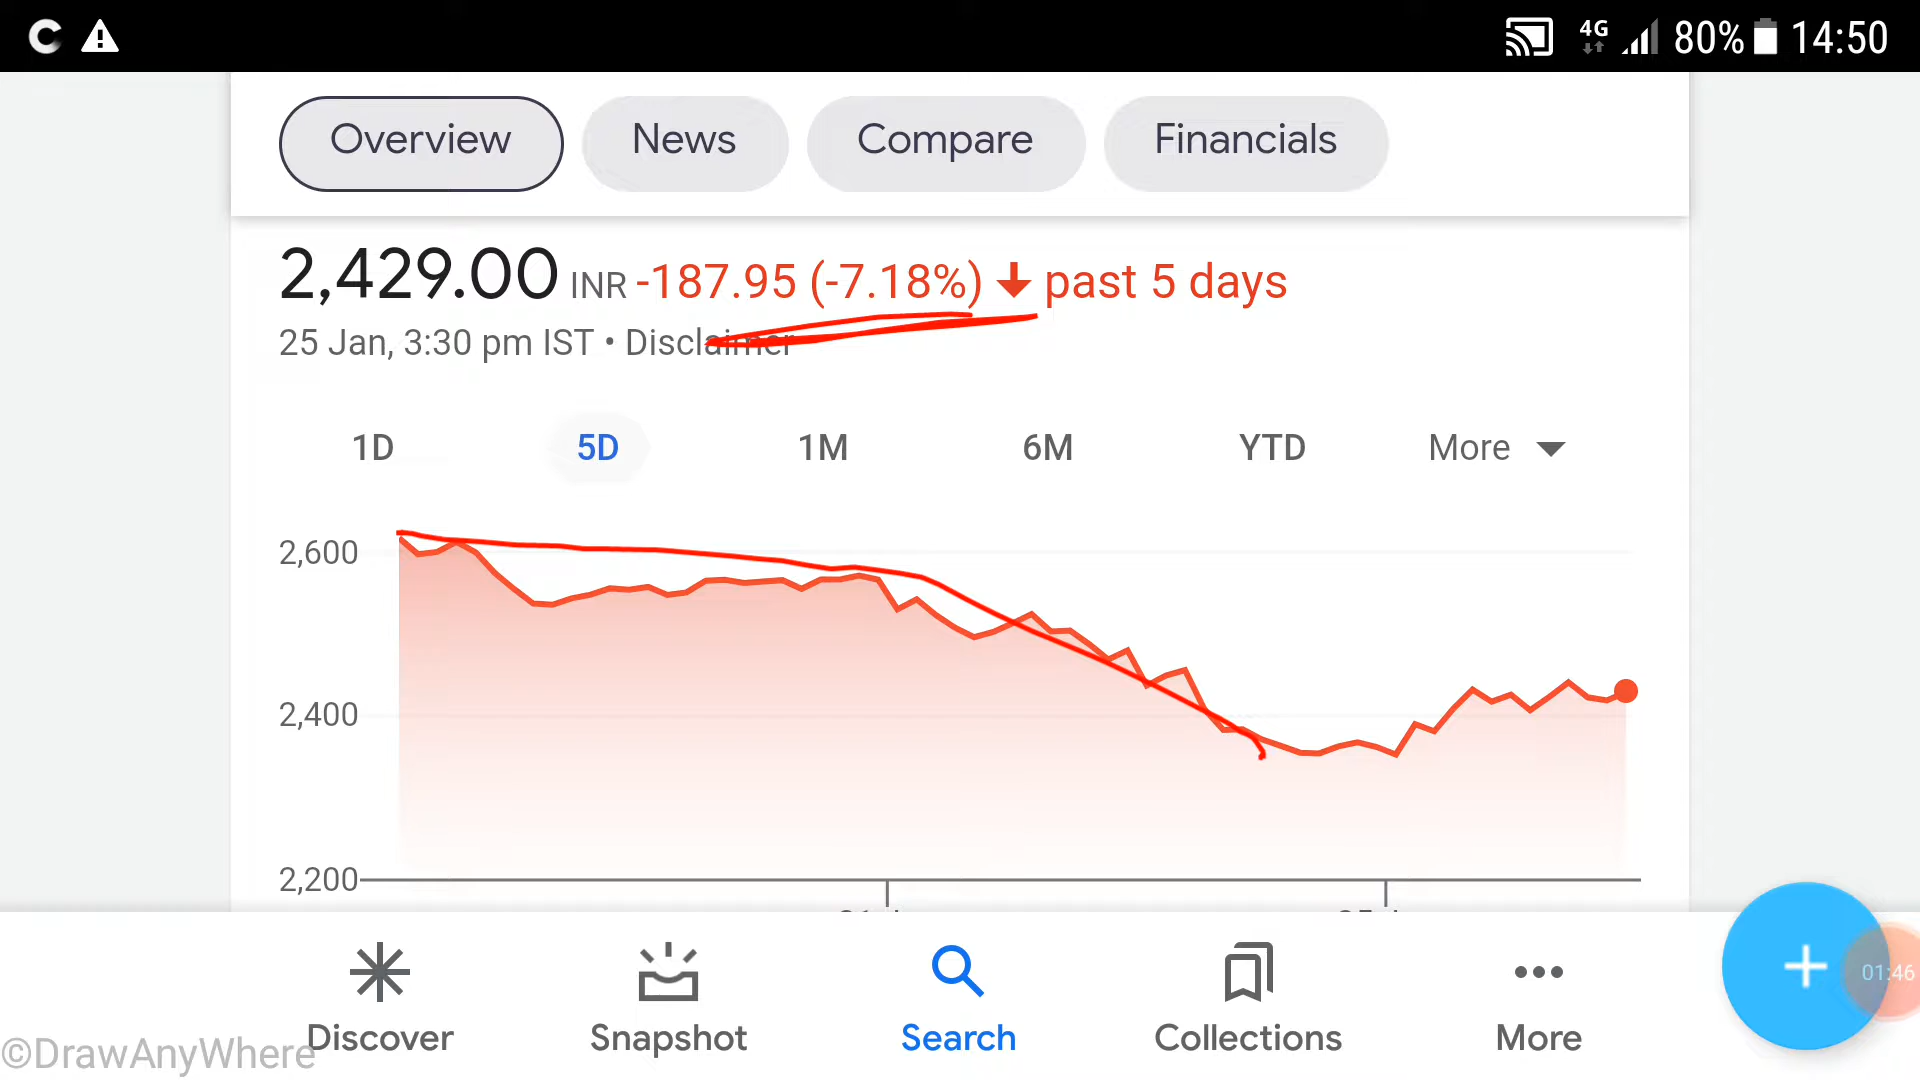 4G 80% 14:50
Overview News Compare Financials
2,429.00 INR -187.95 (-7.18%) past 5 days
25 Jan, 3:30 pm IST • Disclaimer
1D 5D 1M 6M YTD More
2,600
2,400
2,200
01:46
Discover Snapshot Search Collections More
©DrawAnyWhere